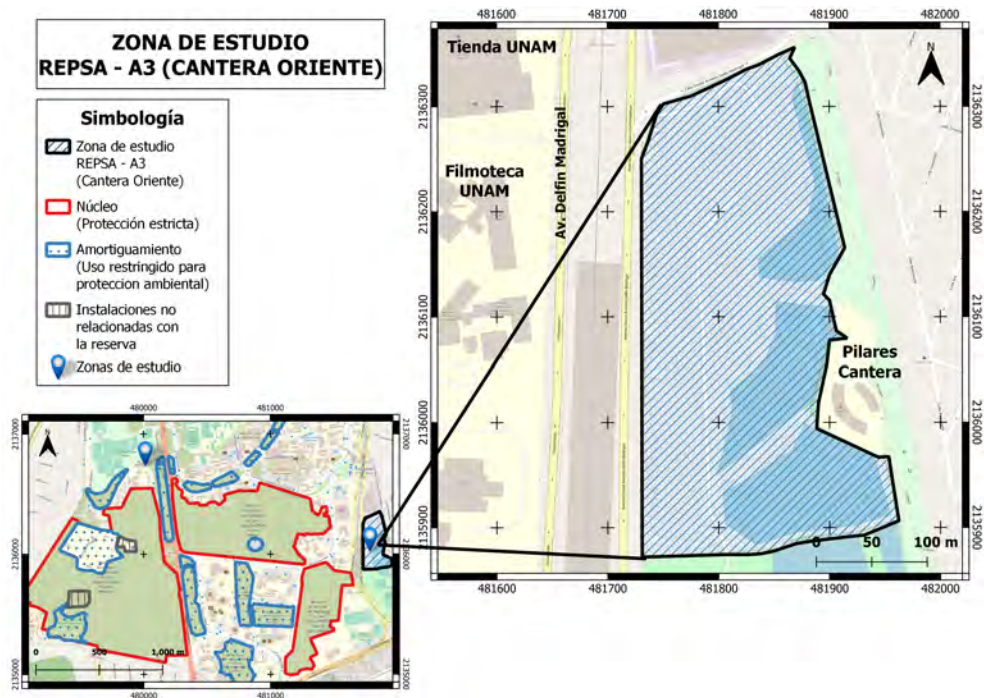 ZONA DE ESTUDIO
REPSA - A3 (CANTERA ORIENTE)
Simbología
Zona de estudio
REPSA - A3
(Cantera Oriente)
Núcleo
(Protección estricta)
Amortiguamiento
(Uso restringido para
proteccion ambiental)
Instalaciones no
relacionadas con
la reserva
Zonas de estudio
481600 481700 481800 481900 482000
Tienda UNAM
N
2136300 2136300
Av. Delfin Madrigal
Filmoteca
UNAM
2136200 2136200
2136100 2136100
Pilares
Cantera
2136000 2136000
2135900 2135900
0 50 100 m
481600 481700 481800 481900 482000
480000 481000
2137000 2137000
N
2136000 2136000
0 500 1,000 m
2135000 2135000
480000 481000